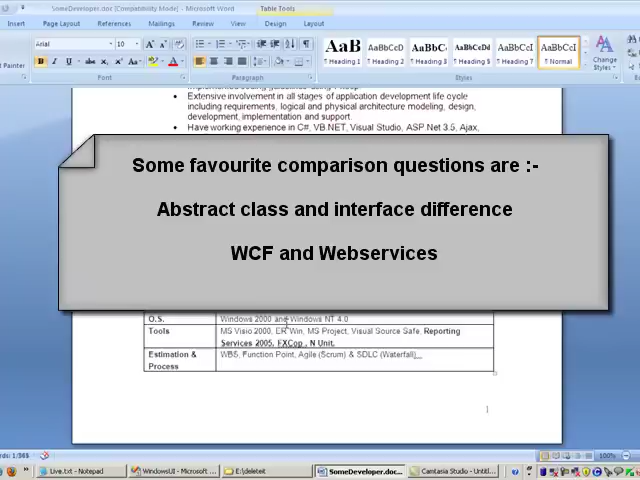 SomeDeveloper.doc [Compatibility Mode] - Microsoft Word
Table Tools
Insert Page Layout References Mailings Review View Design Layout
Arial 10
AaB AaBbCcD AaBbCc AaBbCcDd AaBbCcD AaBbCcI
Painter
Heading 1 Heading 2 Heading 3 Heading 5 Heading 7 Normal
Change Styles
Font Paragraph Styles
Extensive involvement in all stages of application development life cycle
including requirements, logical and physical architecture modeling, design,
development, implementation and support.
Have working experience in C#, VB.NET, Visual Studio, ASP.Net 3.5, Ajax,
Some favourite comparison questions are :-
Abstract class and interface difference
WCF and Webservices
O.S. Windows 2000 and Windows NT 4.0
Tools MS Visio 2000, ER Win, MS Project, Visual Source Safe, Reporting
Services 2005, FXCop , N Unit.
Estimation & WBS, Function Point, Agile (Scrum) & SDLC (Waterfall)
Process
1
100%
Live.txt - Notepad WindowsUI - Microsoft ... E:\deleteit SomeDeveloper.doc... Camtasia Studio - Untitl...